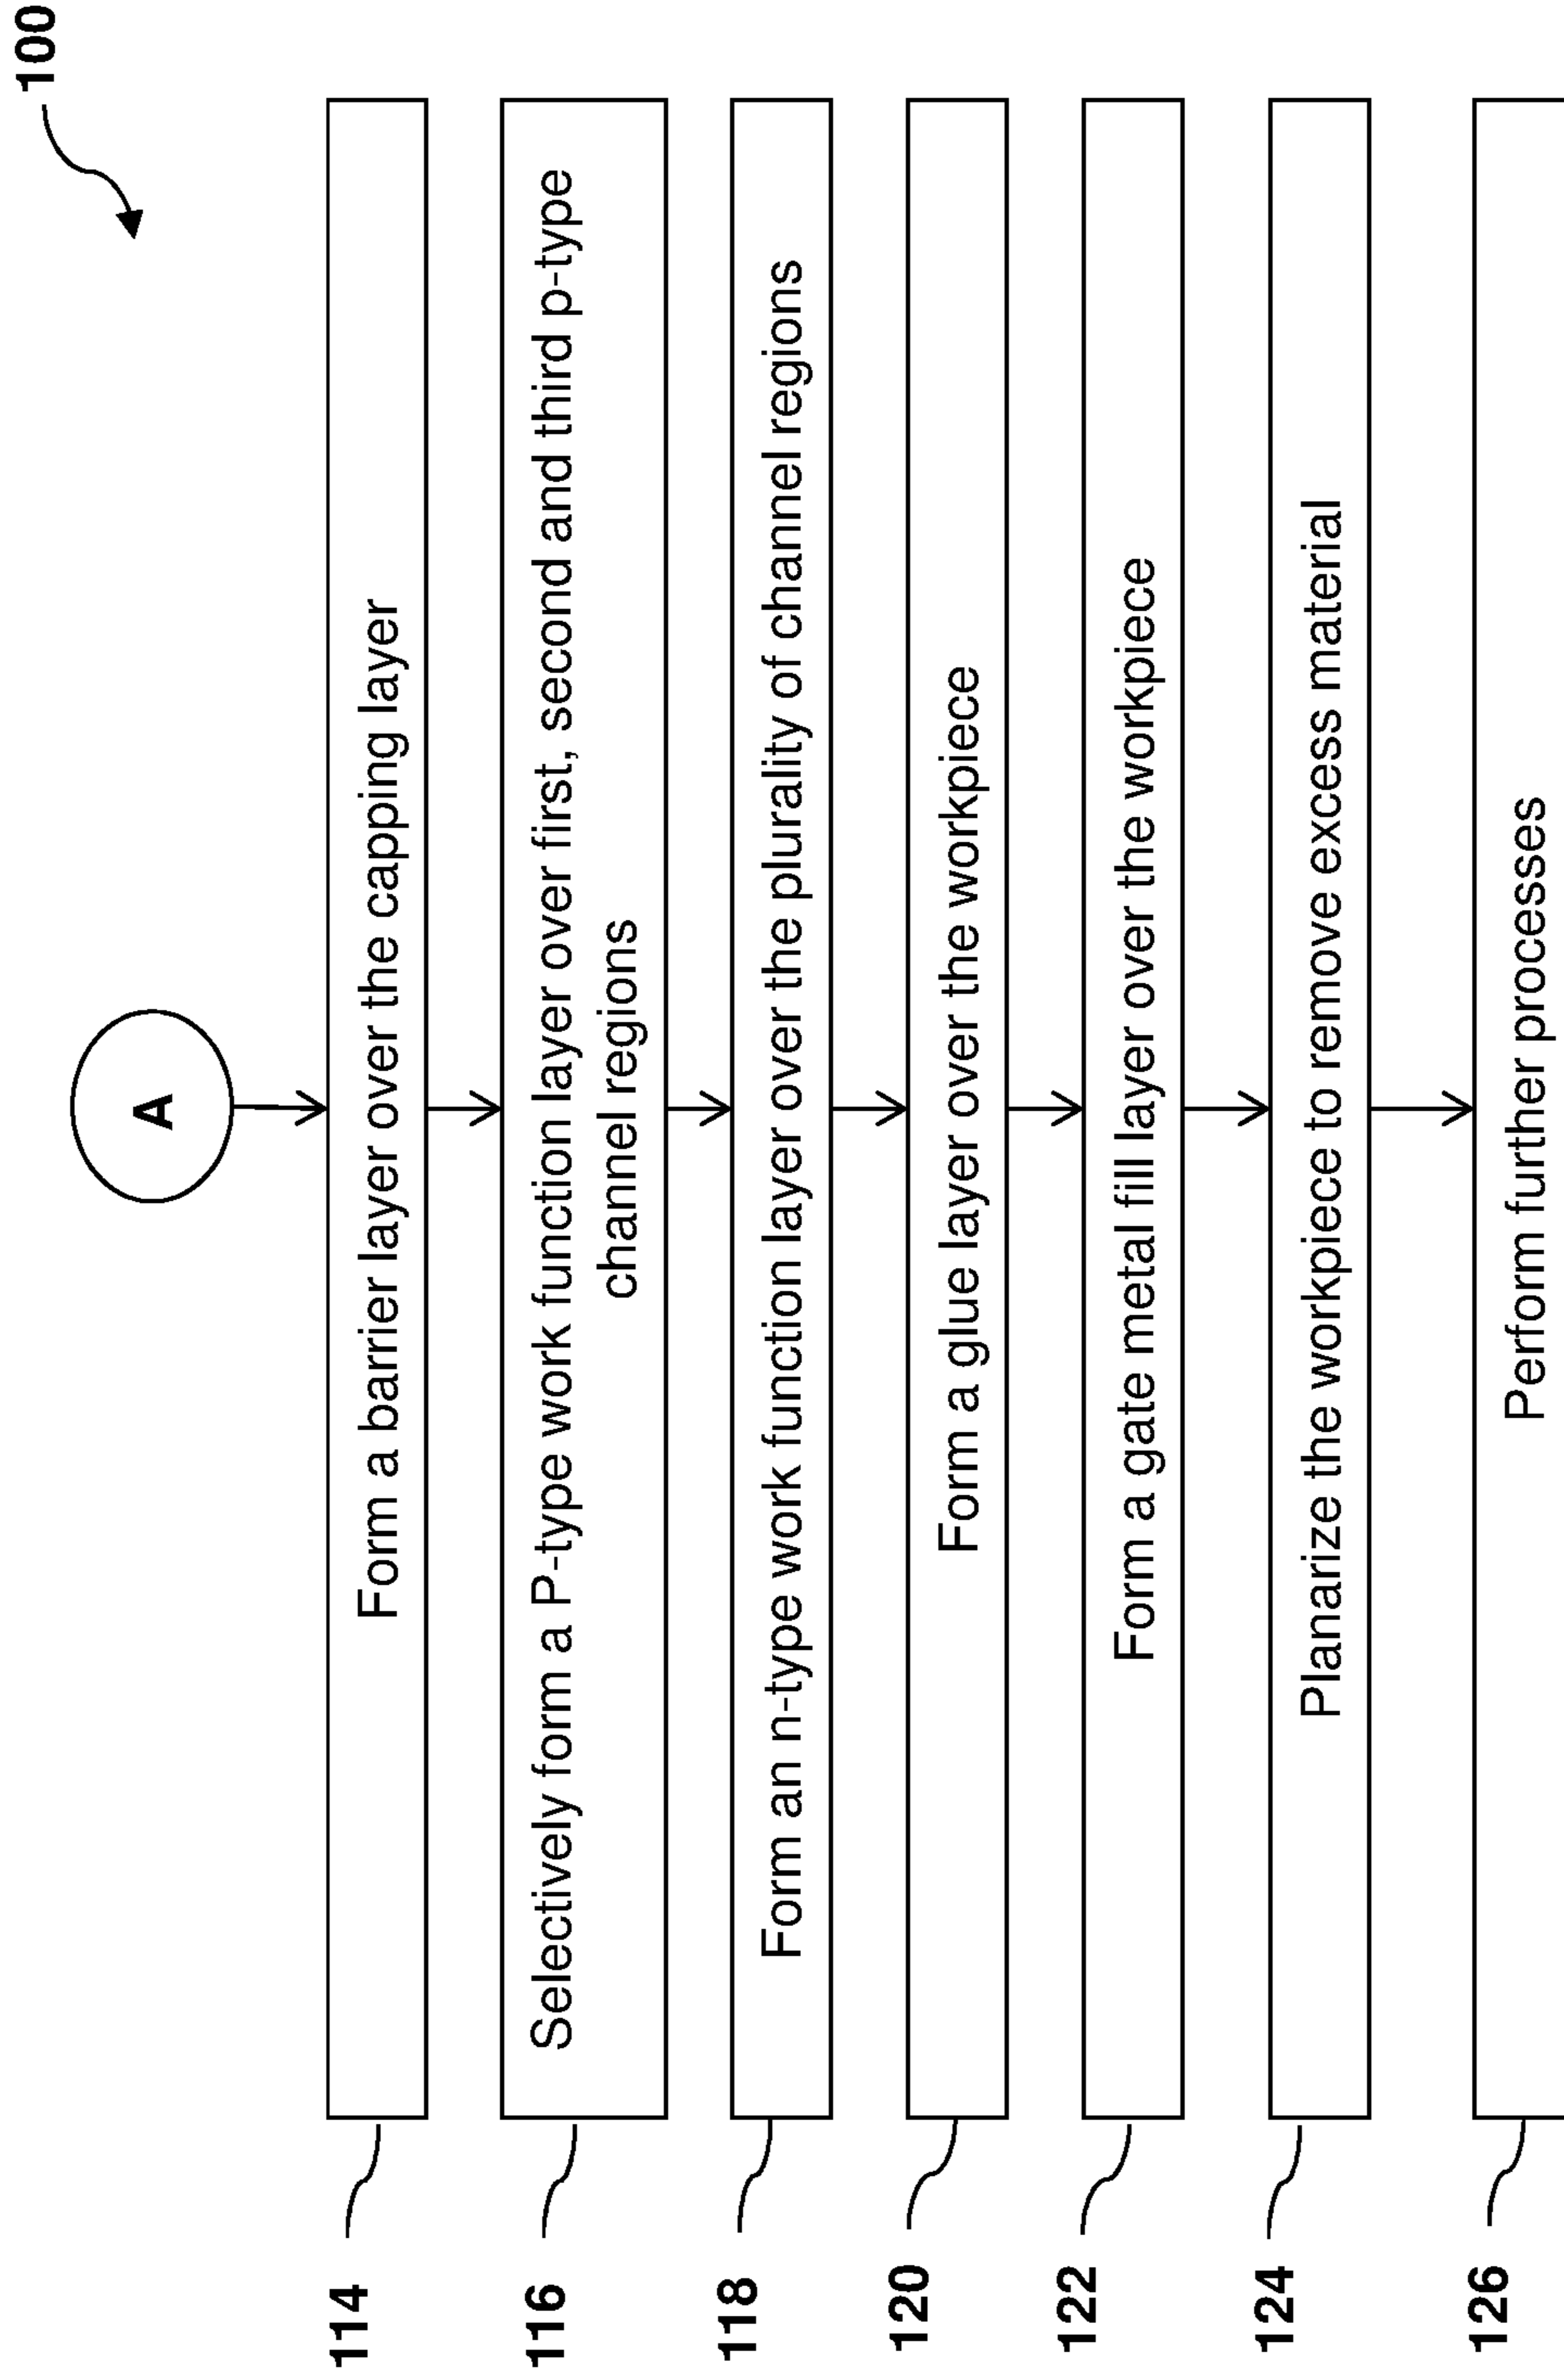 100
A
114
Form a barrier layer over the capping layer
116
Selectively form a P-type work function layer over first, second and third p-type
channel regions
118
Form an n-type work function layer over the plurality of channel regions
120
Form a glue layer over the workpiece
122
Form a gate metal fill layer over the workpiece
124
Planarize the workpiece to remove excess material
126
Perform further processes